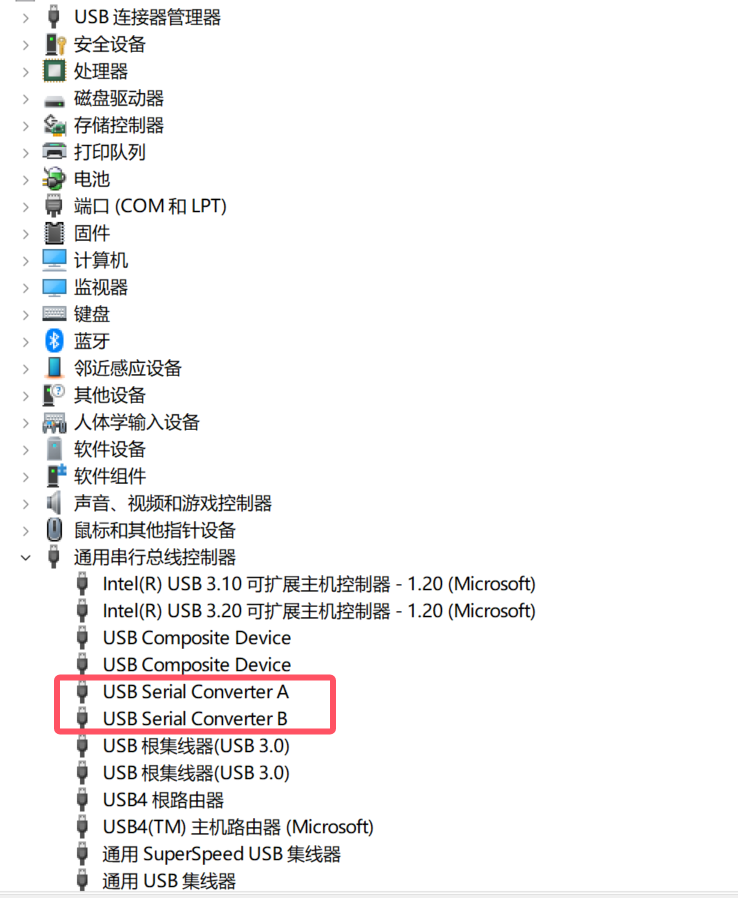 USB 连接器管理器
安全设备
处理器
磁盘驱动器
存储控制器
打印队列
电池
端口 (COM 和 LPT)
固件
计算机
监视器
键盘
蓝牙
邻近感应设备
其他设备
人体学输入设备
软件设备
软件组件
声音、视频和游戏控制器
鼠标和其他指针设备
通用串行总线控制器
Intel(R) USB 3.10 可扩展主机控制器 - 1.20 (Microsoft)
Intel(R) USB 3.20 可扩展主机控制器 - 1.20 (Microsoft)
USB Composite Device
USB Composite Device
USB Serial Converter A
USB Serial Converter B
USB 根集线器(USB 3.0)
USB 根集线器(USB 3.0)
USB4 根路由器
USB4(TM) 主机路由器 (Microsoft)
通用 SuperSpeed USB 集线器
通用 USB 集线器